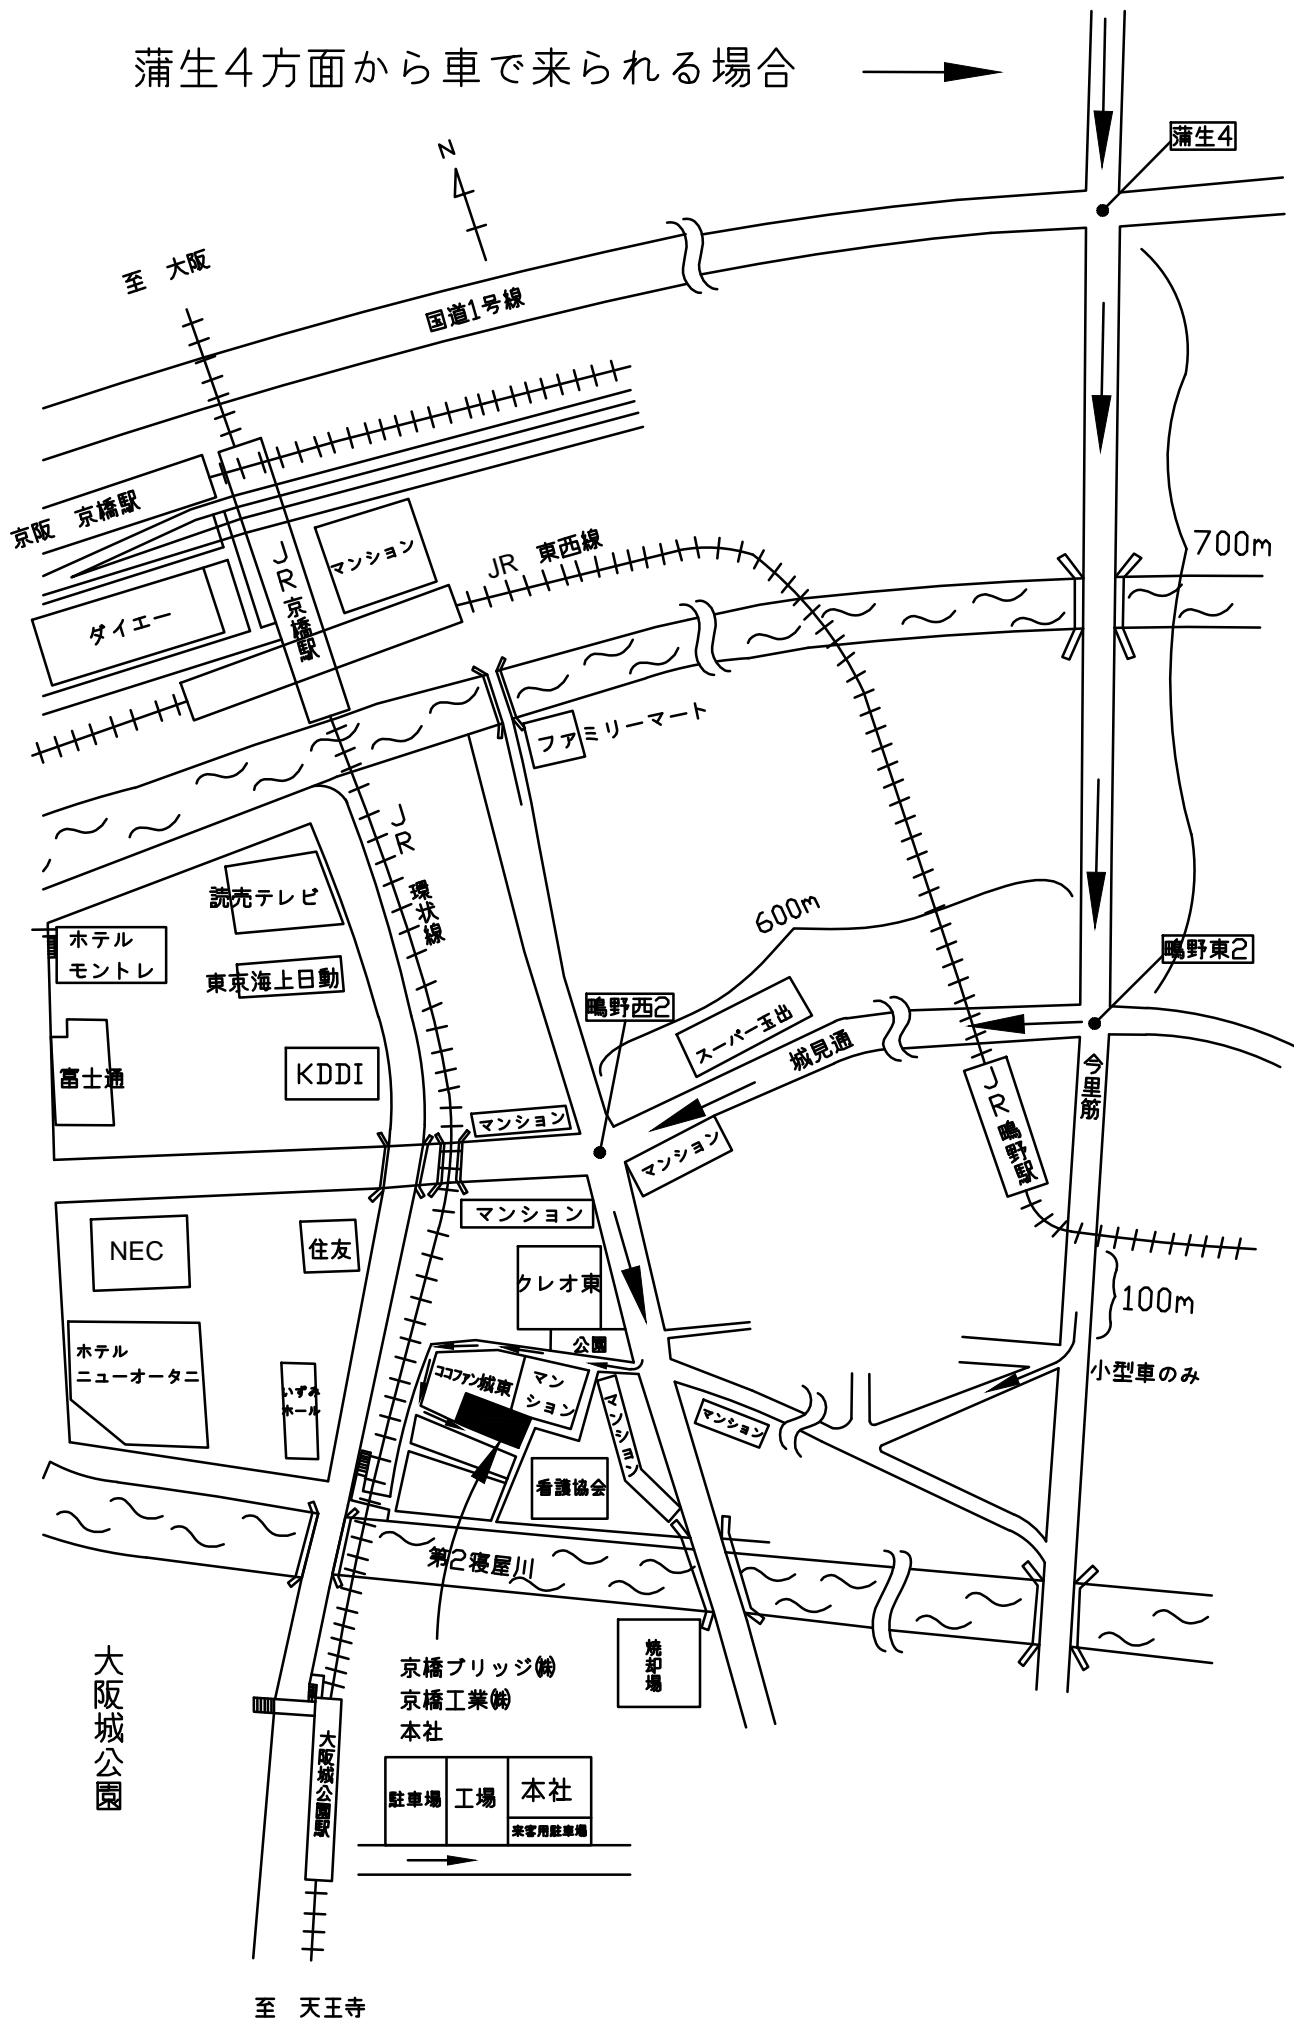 蒲生4方面から車で来られる場合
蒲生4
N
至 大阪
国道1号線
京阪 京橋駅
JR京橋駅
マンション
JR 東西線
700m
ダイエー
ファミリーマート
JR 環状線
読売テレビ
600m
ホテル
モントレ
東京海上日動
鴫野西2
鴫野東2
スーパー玉出
城見通
富士通
KDDI
今里筋
JR鴫野駅
マンション
マンション
マンション
NEC
住友
クレオ東
100m
公園
小型車のみ
ホテル
ニューオータニ
いずみ
ホール
ココファン城東
マン
ション
マンション
マンション
看護協会
第2寝屋川
焼却場
京橋ブリッジ㈱
京橋工業㈱
本社
大阪城公園
大阪城公園駅
駐車場
工場
本社
来客用駐車場
至 天王寺